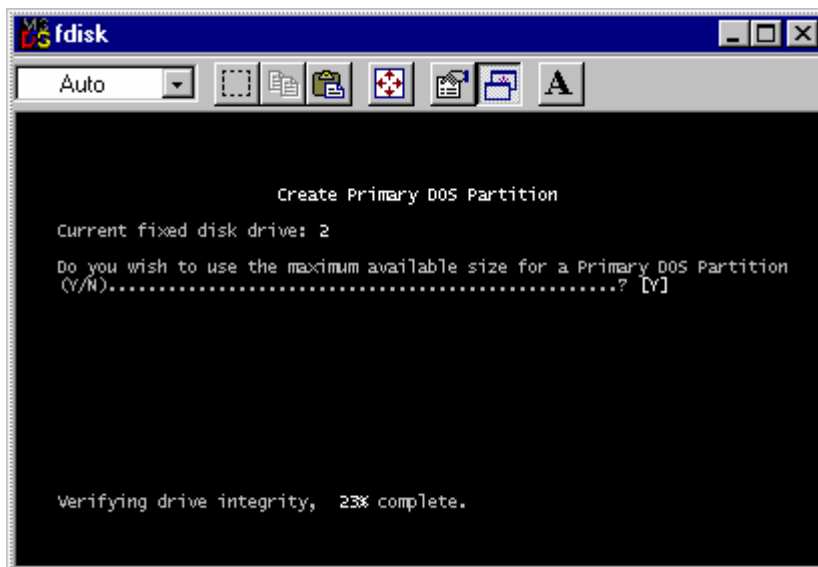 fdisk
Auto
A
Create Primary DOS Partition
Current fixed disk drive: 2
Do you wish to use the maximum available size for a Primary DOS Partition
(Y/N)...................................................? [Y]
Verifying drive integrity, 23% complete.